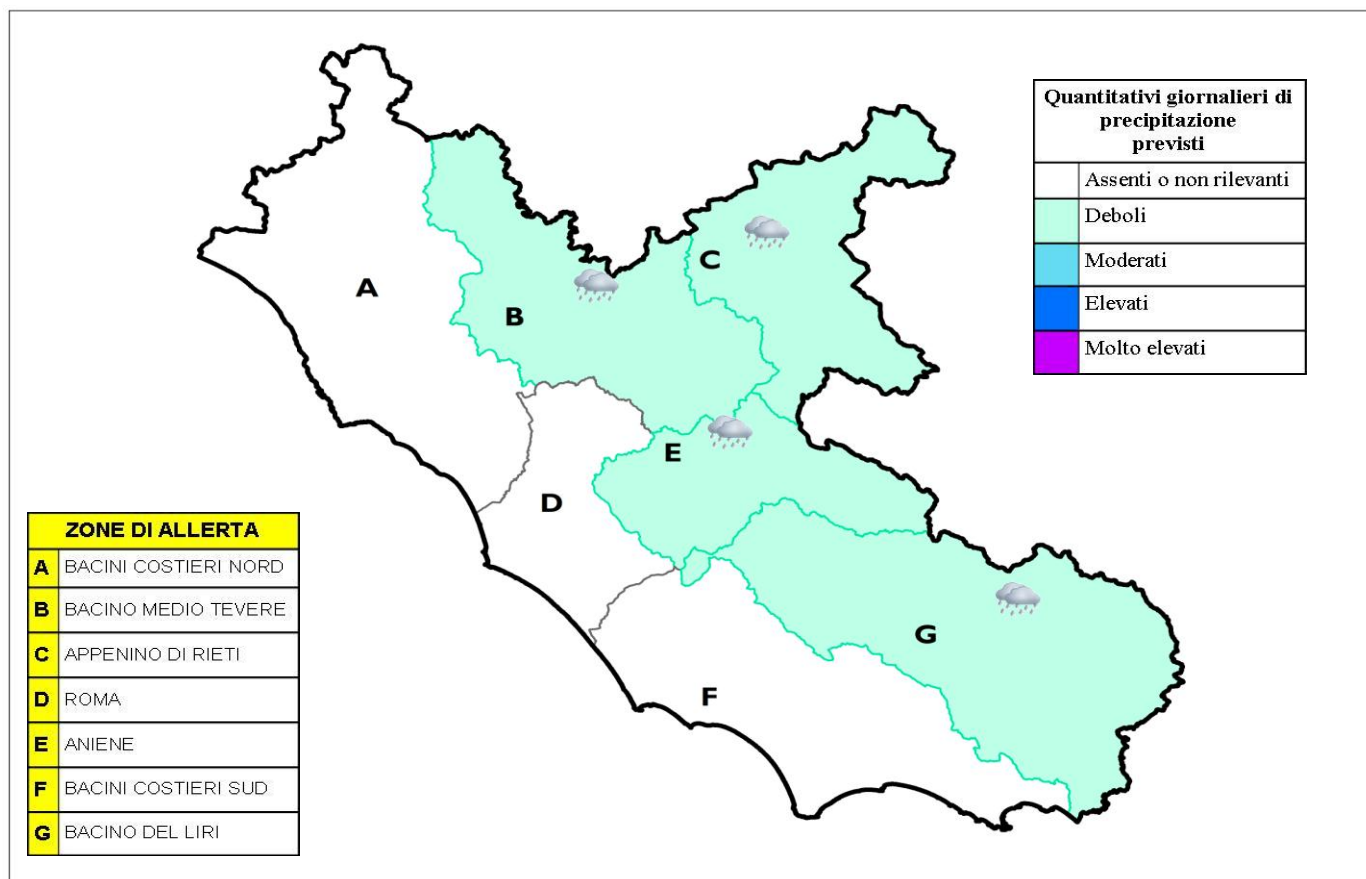 Quantitativi giornalieri di
precipitazione
previsti
Assenti o non rilevanti
Deboli
Moderati
Elevati
Molto elevati
A
B
C
D
E
F
G
ZONE DI ALLERTA
A BACINI COSTIERI NORD
B BACINO MEDIO TEVERE
C APPENINO DI RIETI
D ROMA
E ANIENE
F BACINI COSTIERI SUD
G BACINO DEL LIRI